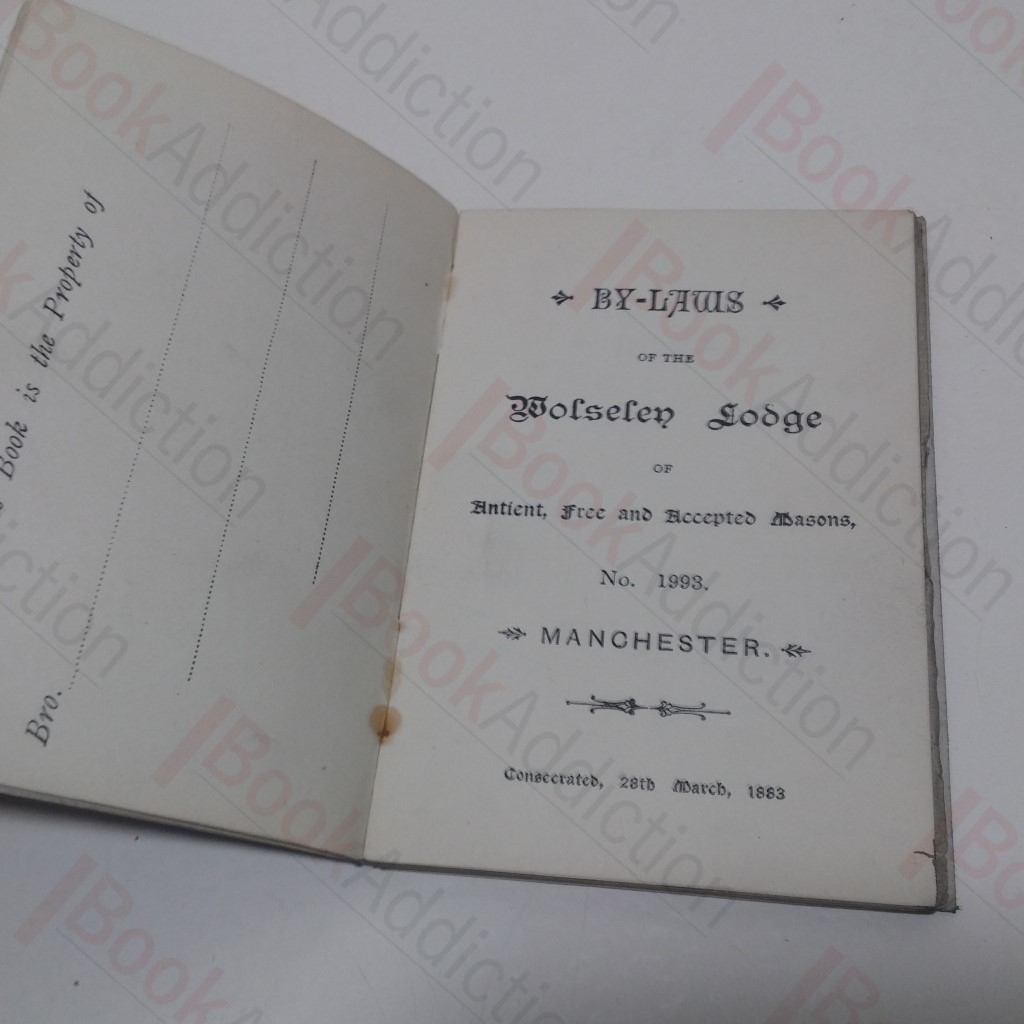 Book is the Property of
Bro.
BY-LAWS
OF THE
Wolseley Lodge
OF
Antient, Free and Accepted Masons,
No. 1993.
MANCHESTER.
Consecrated, 28th March, 1883
BookAddiction